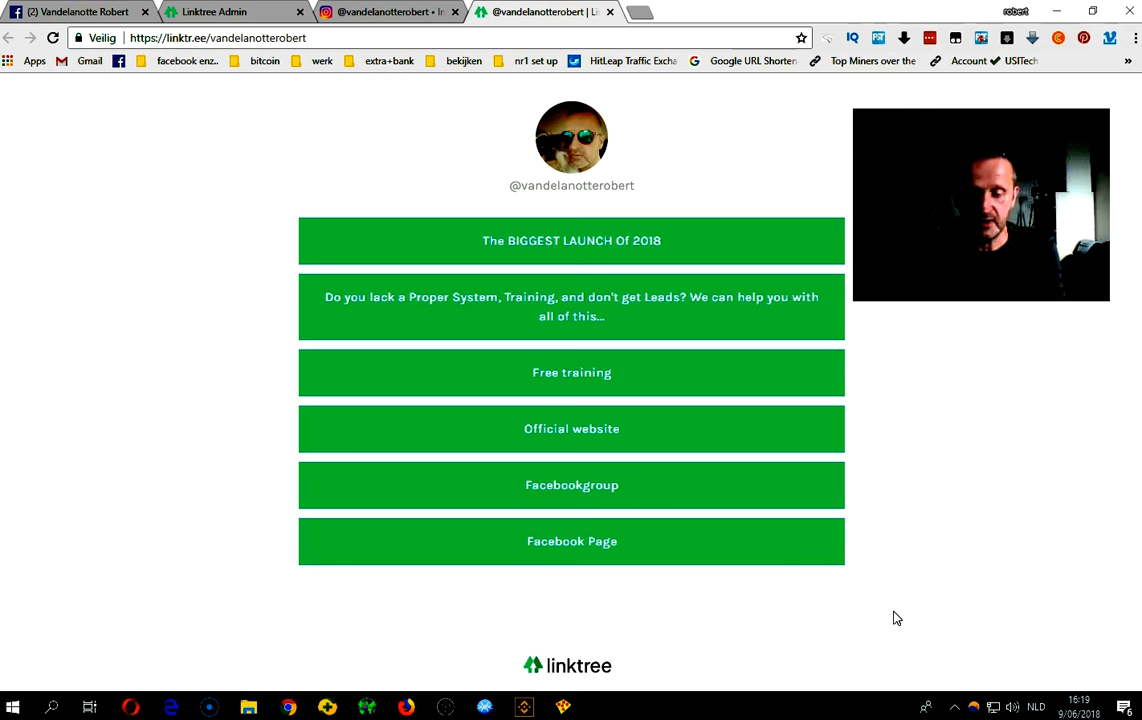 (2) Vandelanotte Robert
Linktree Admin
@vandelanotterobert • In
@vandelanotterobert | Li
robert
Veilig
https://linktr.ee/vandelanotterobert
Apps
Gmail
facebook enz..
bitcoin
werk
extra+bank
bekijken
nr1 set up
HitLeap Traffic Excha
Google URL Shorten
Top Miners over the
Account ✔ USITech
»
@vandelanotterobert
The BIGGEST LAUNCH Of 2018
Do you lack a Proper System, Training, and don't get Leads? We can help you with
all of this...
Free training
Official website
Facebookgroup
Facebook Page
linktree
NLD
16:19
9/06/2018